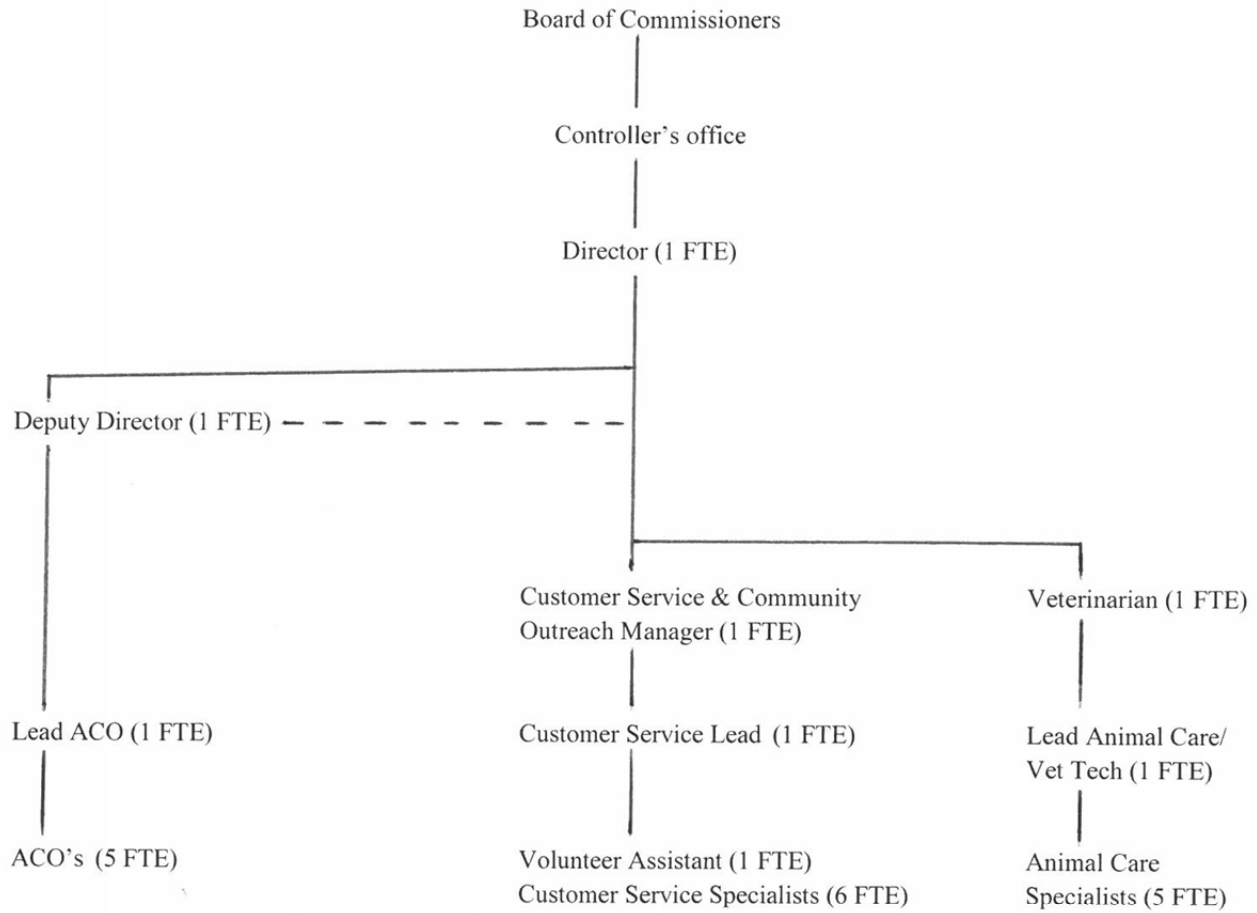 Board of Commissioners
Controller’s office
Director (1 FTE)
Deputy Director (1 FTE)
Customer Service & Community
Outreach Manager (1 FTE)
Veterinarian (1 FTE)
Lead ACO (1 FTE)
Customer Service Lead (1 FTE)
Lead Animal Care/
Vet Tech (1 FTE)
ACO’s (5 FTE)
Volunteer Assistant (1 FTE)
Customer Service Specialists (6 FTE)
Animal Care
Specialists (5 FTE)